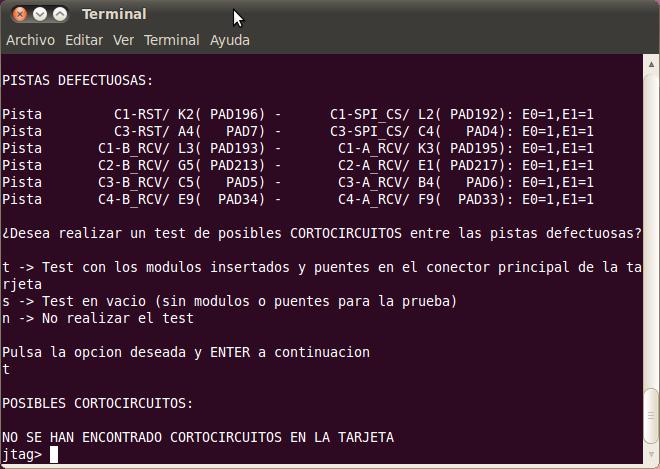 Terminal
Archivo Editar Ver Terminal Ayuda
PISTAS DEFECTUOSAS:
Pista         C1-RST/ K2( PAD196) -      C1-SPI_CS/ L2( PAD192): E0=1,E1=1
Pista         C3-RST/ A4(   PAD7) -      C3-SPI_CS/ C4(   PAD4): E0=1,E1=1
Pista       C1-B_RCV/ L3( PAD193) -       C1-A_RCV/ K3( PAD195): E0=1,E1=1
Pista       C2-B_RCV/ G5( PAD213) -       C2-A_RCV/ E1( PAD217): E0=1,E1=1
Pista       C3-B_RCV/ C5(   PAD5) -       C3-A_RCV/ B4(   PAD6): E0=1,E1=1
Pista       C4-B_RCV/ E9(  PAD34) -       C4-A_RCV/ F9(  PAD33): E0=1,E1=1
¿Desea realizar un test de posibles CORTOCIRCUITOS entre las pistas defectuosas?
t -> Test con los modulos insertados y puentes en el conector principal de la ta
rjeta
s -> Test en vacio (sin modulos o puentes para la prueba)
n -> No realizar el test
Pulsa la opcion deseada y ENTER a continuacion
t
POSIBLES CORTOCIRCUITOS:
NO SE HAN ENCONTRADO CORTOCIRCUITOS EN LA TARJETA
jtag>